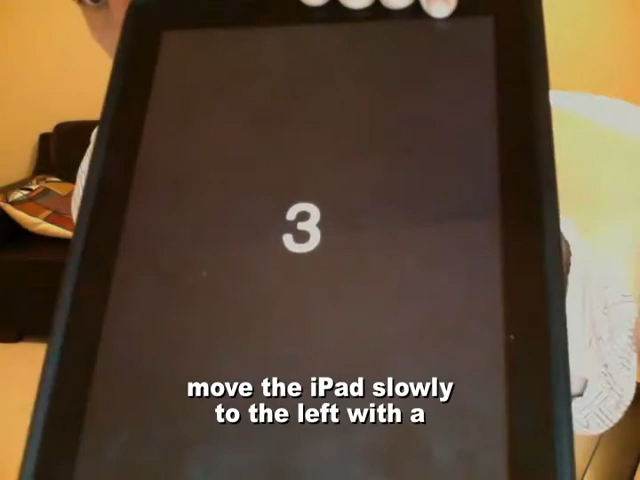 3
move the iPad slowly
to the left with a